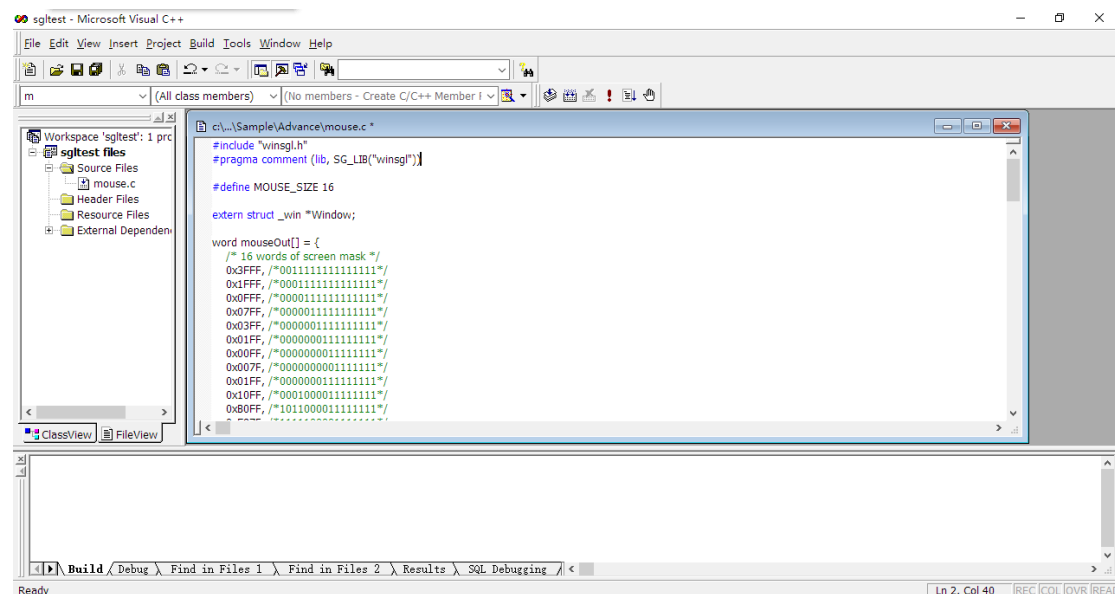 sgltest - Microsoft Visual C++
File Edit View Insert Project Build Tools Window Help
m (All class members) (No members - Create C/C++ Member F
Workspace 'sgltest': 1 prc
sgltest files
Source Files
mouse.c
Header Files
Resource Files
External Dependen
ClassView FileView
c:\...\Sample\Advance\mouse.c *
#include "winsgl.h"
#pragma comment (lib, SG_LIB("winsgl"))
#define MOUSE_SIZE 16
extern struct _win *Window;
word mouseOut[] = {
/* 16 words of screen mask */
0x3FFF, /*0011111111111111*/
0x1FFF, /*0001111111111111*/
0x0FFF, /*0000111111111111*/
0x07FF, /*0000011111111111*/
0x03FF, /*0000001111111111*/
0x01FF, /*0000000111111111*/
0x00FF, /*0000000011111111*/
0x007F, /*0000000001111111*/
0x01FF, /*0000000111111111*/
0x10FF, /*0001000011111111*/
0xB0FF, /*1011000011111111*/
Build Debug Find in Files 1 Find in Files 2 Results SQL Debugging
Ready
Ln 2, Col 40 REC COL OVR REA